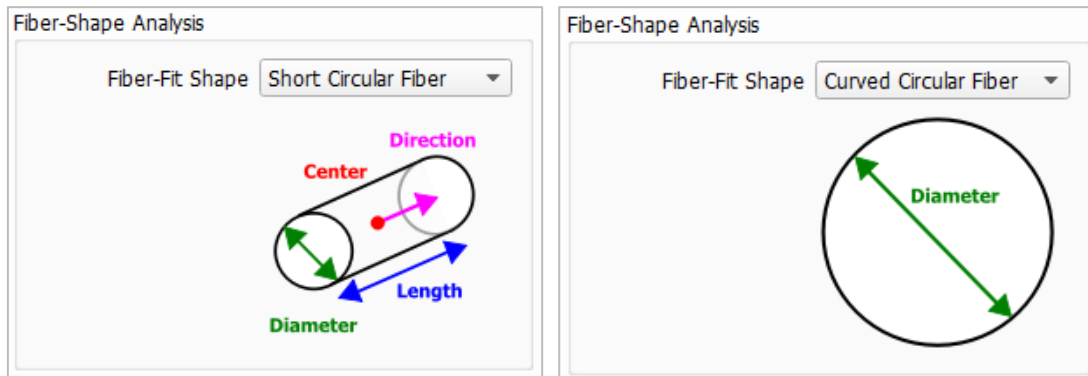 Fiber-Shape Analysis
Fiber-Fit Shape Short Circular Fiber
Direction
Center
Length
Diameter
Fiber-Shape Analysis
Fiber-Fit Shape Curved Circular Fiber
Diameter